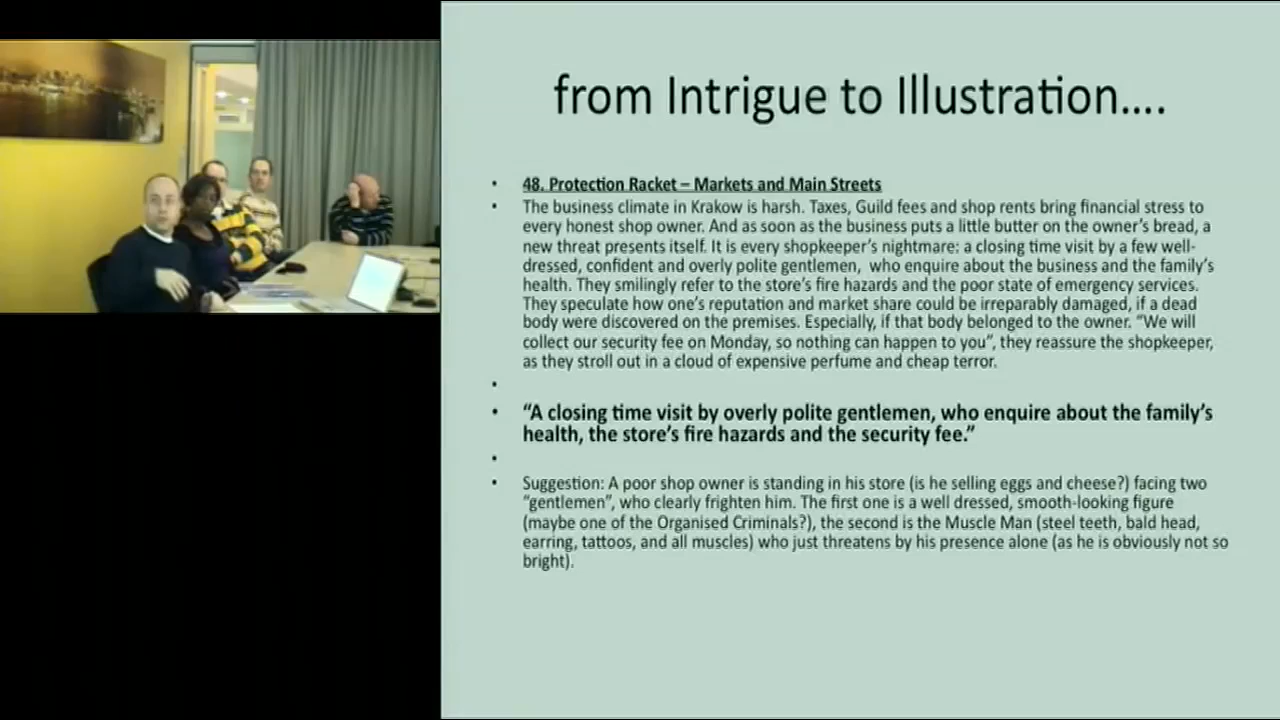 from Intrigue to Illustration....
• 48. Protection Racket – Markets and Main Streets
• The business climate in Krakow is harsh. Taxes, Guild fees and shop rents bring financial stress to
every honest shop owner. And as soon as the business puts a little butter on the owner's bread, a
new threat presents itself. It is every shopkeeper's nightmare: a closing time visit by a few well-
dressed, confident and overly polite gentlemen, who enquire about the business and the family's
health. They smilingly refer to the store's fire hazards and the poor state of emergency services.
They speculate how one's reputation and market share could be irreparably damaged, if a dead
body were discovered on the premises. Especially, if that body belonged to the owner. “We will
collect our security fee on Monday, so nothing can happen to you”, they reassure the shopkeeper,
as they stroll out in a cloud of expensive perfume and cheap terror.
•
• “A closing time visit by overly polite gentlemen, who enquire about the family's
health, the store's fire hazards and the security fee.”
•
• Suggestion: A poor shop owner is standing in his store (is he selling eggs and cheese?) facing two
“gentlemen”, who clearly frighten him. The first one is a well dressed, smooth-looking figure
(maybe one of the Organised Criminals?), the second is the Muscle Man (steel teeth, bald head,
earring, tattoos, and all muscles) who just threatens by his presence alone (as he is obviously not so
bright).